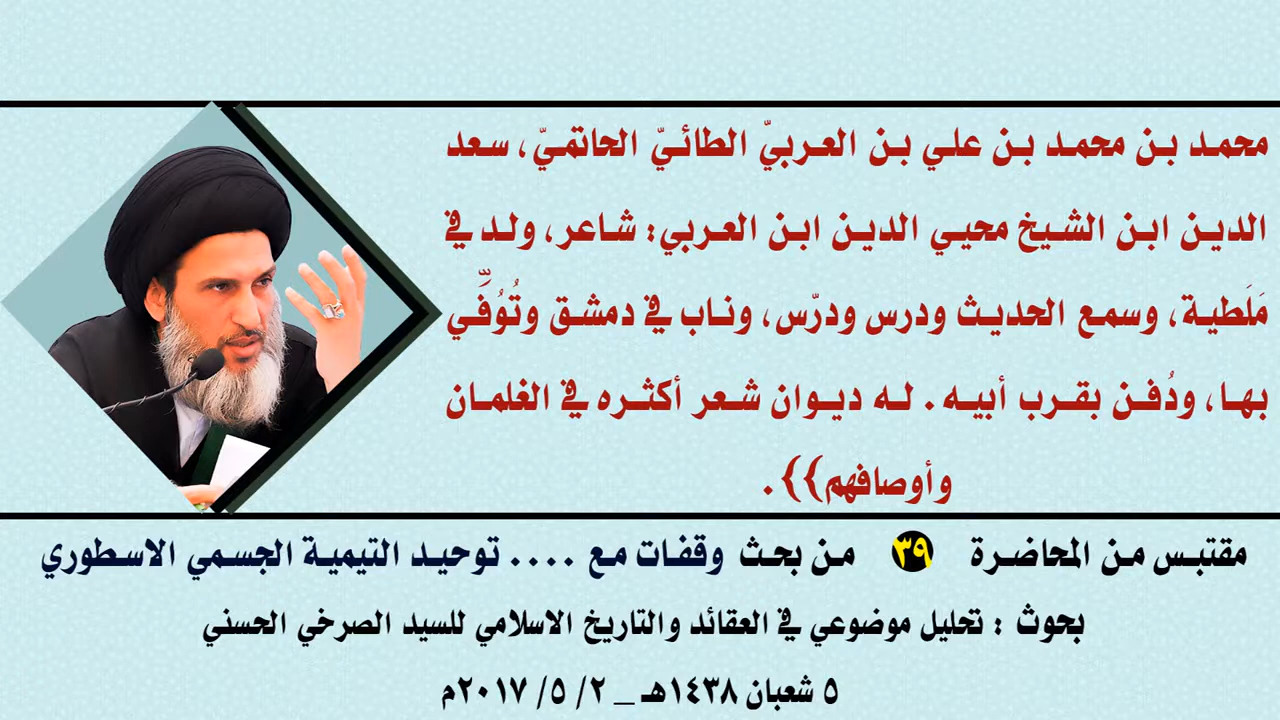 محمد بن محمد بن علي بن العربيّ الطائيّ الحاتميّ، سعد
الدين ابن الشيخ محيي الدين ابن العربي: شاعر، ولد في
مَلَطية، وسمع الحديث ودرس ودرّس، وناب في دمشق وتُوُفِّي
بها، ودُفن بقرب أبيه. له ديوان شعر أكثره في الغلمان
وأوصافهم}}.
مقتبس من المحاضرة ٣٩ من بحث وقفات مع .... توحيد التيمية الجسمي الاسطوري
بحوث : تحليل موضوعي في العقائد والتاريخ الاسلامي للسيد الصرخي الحسني
٥ شعبان ١٤٣٨هـ _ ٢/ ٥/ ٢٠١٧م